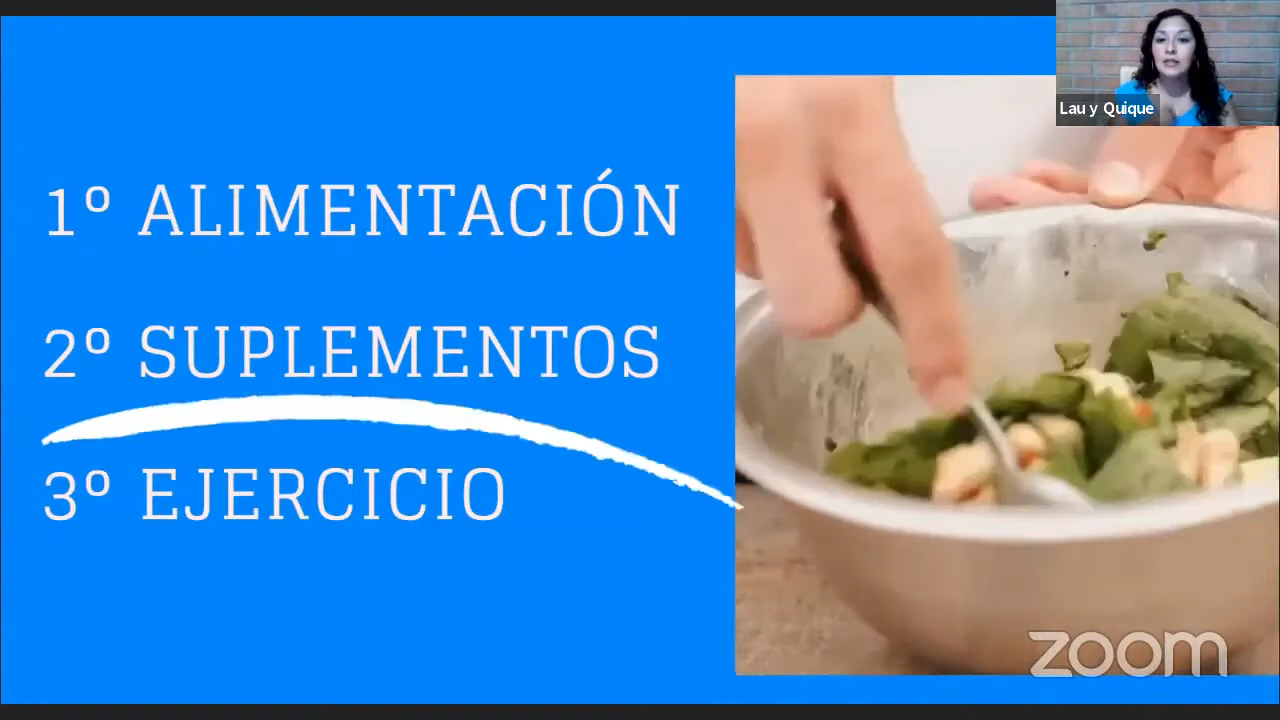 Lau y Quique
1º ALIMENTACIÓN
2º SUPLEMENTOS
3º EJERCICIO
zoom